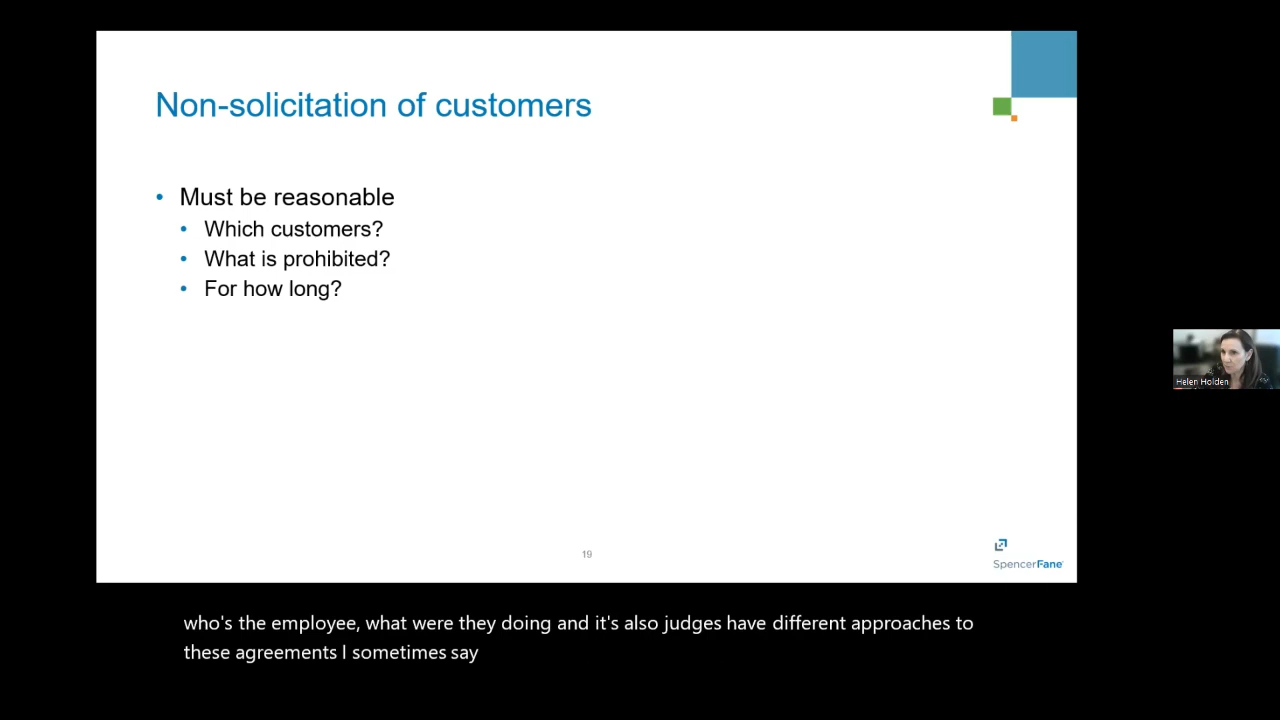 Non-solicitation of customers
• Must be reasonable
• Which customers?
• What is prohibited?
• For how long?
Helen Holden
19
SpencerFane
who's the employee, what were they doing and it's also judges have different approaches to
these agreements I sometimes say